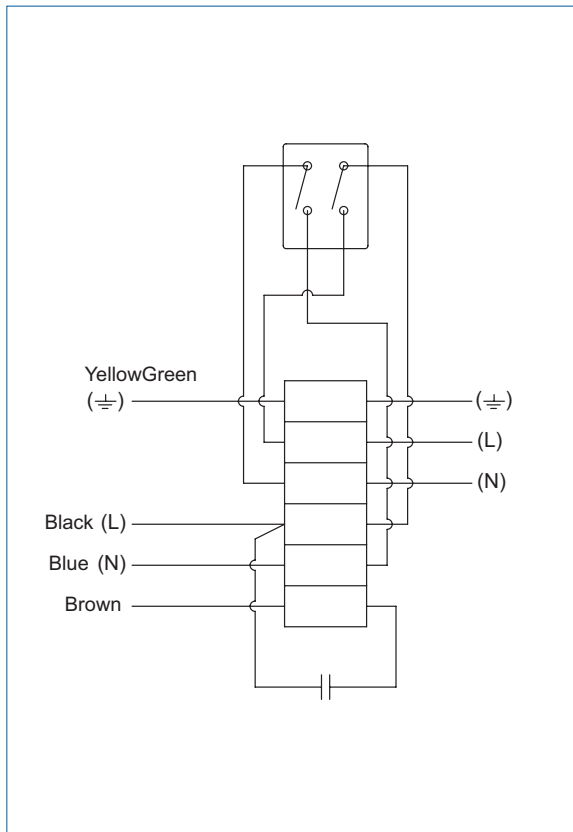 YellowGreen
(⏚) (⏚)
(L)
(N)
Black (L)
Blue (N)
Brown